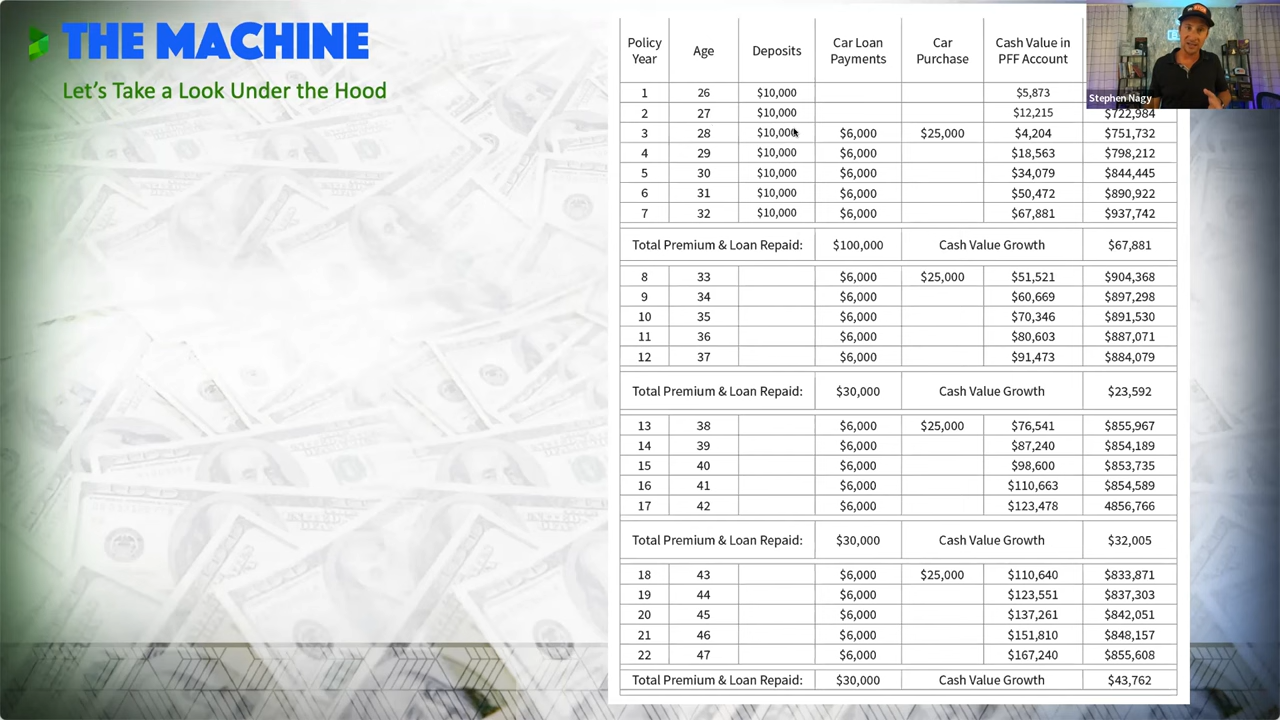 THE MACHINE
Let's Take a Look Under the Hood
Stephen Nagy
Policy Year Age Deposits Car Loan Payments Car Purchase Cash Value in PFF Account
1 26 $10,000 $5,873
2 27 $10,000 $12,215 $722,984
3 28 $10,000 $6,000 $25,000 $4,204 $751,732
4 29 $10,000 $6,000 $18,563 $798,212
5 30 $10,000 $6,000 $34,079 $844,445
6 31 $10,000 $6,000 $50,472 $890,922
7 32 $10,000 $6,000 $67,881 $937,742
Total Premium & Loan Repaid: $100,000 Cash Value Growth $67,881
8 33 $6,000 $25,000 $51,521 $904,368
9 34 $6,000 $60,669 $897,298
10 35 $6,000 $70,346 $891,530
11 36 $6,000 $80,603 $887,071
12 37 $6,000 $91,473 $884,079
Total Premium & Loan Repaid: $30,000 Cash Value Growth $23,592
13 38 $6,000 $25,000 $76,541 $855,967
14 39 $6,000 $87,240 $854,189
15 40 $6,000 $98,600 $853,735
16 41 $6,000 $110,663 $854,589
17 42 $6,000 $123,478 4856,766
Total Premium & Loan Repaid: $30,000 Cash Value Growth $32,005
18 43 $6,000 $25,000 $110,640 $833,871
19 44 $6,000 $123,551 $837,303
20 45 $6,000 $137,261 $842,051
21 46 $6,000 $151,810 $848,157
22 47 $6,000 $167,240 $855,608
Total Premium & Loan Repaid: $30,000 Cash Value Growth $43,762